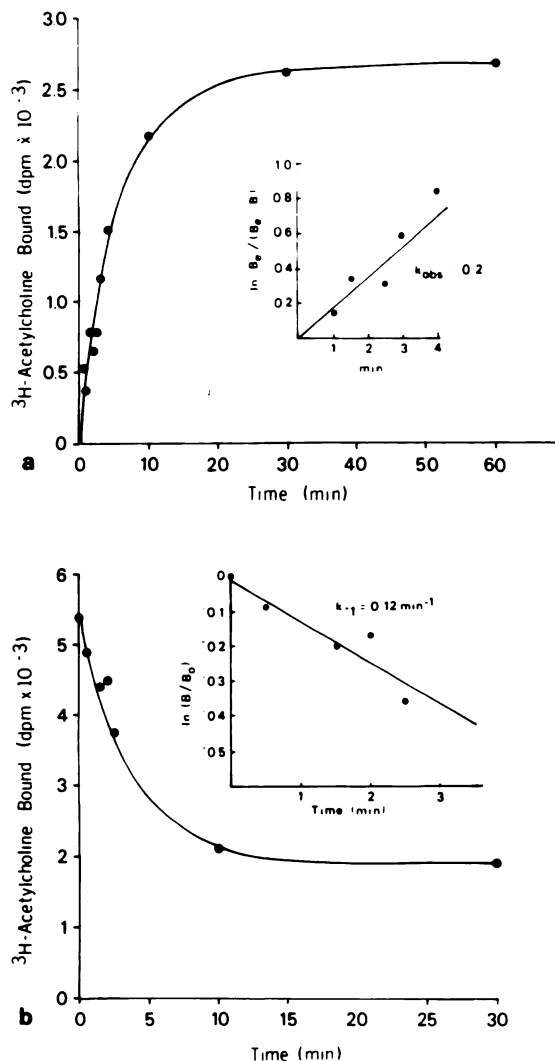 3.0
2.5
2.0
1.5
1.0
0.5
0
³H-Acetylcholine Bound (dpm x 10⁻³)
1 0
0.8
0.6
0.4
0 2
ln Bₑ / (Bₑ B)
k obs 0.2
1 2 3 4
min
0 10 20 30 40 50 60
Time (min)
a
6
5
4
3
2
1
0
³H-Acetylcholine Bound (dpm x 10⁻³)
0
0.1
0.2
0.3
0.4
0.5
ln (B/B₀)
k₋₁ = 0.12 min⁻¹
1 2 3
Time (min)
0 5 10 15 20 25 30
Time (min)
b